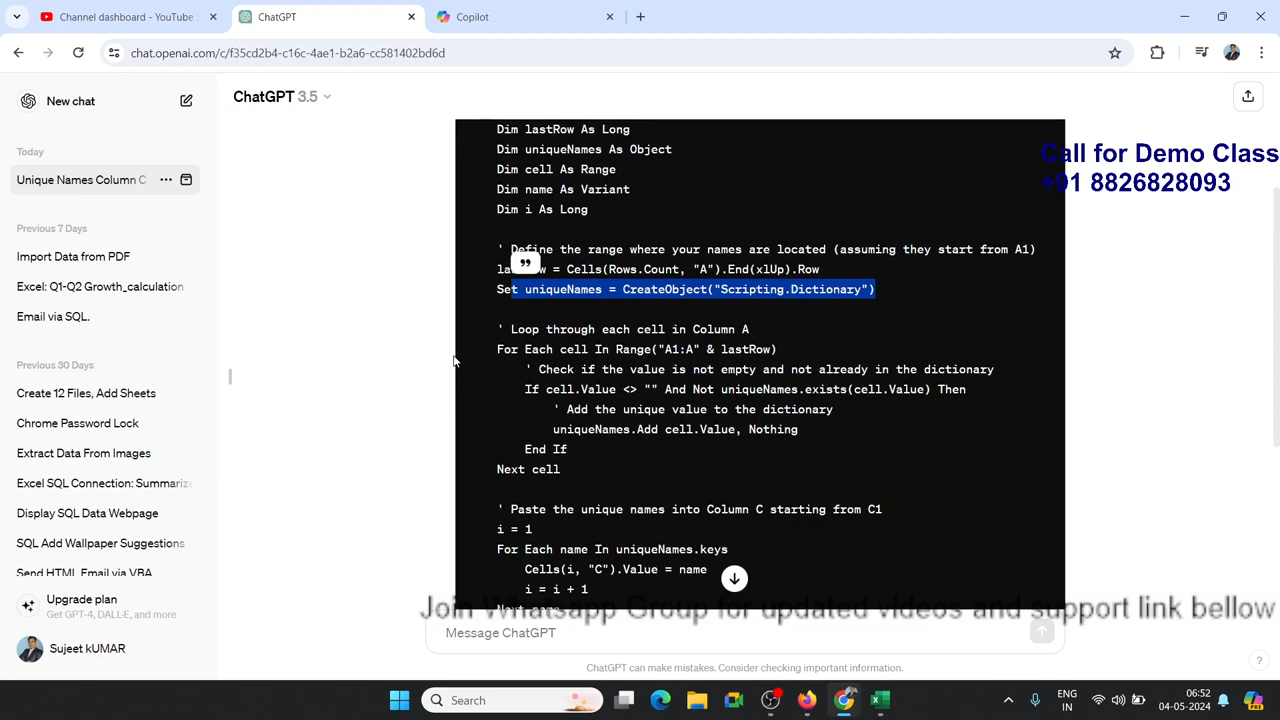 Channel dashboard - YouTube S
ChatGPT
Copilot
chat.openai.com/c/f35cd2b4-c16c-4ae1-b2a6-cc581402bd6d
New chat
ChatGPT 3.5
Today
Unique Names Column C
Previous 7 Days
Import Data from PDF
Excel: Q1-Q2 Growth_calculation
Email via SQL.
Previous 30 Days
Create 12 Files, Add Sheets
Chrome Password Lock
Extract Data From Images
Excel SQL Connection: Summariz
Display SQL Data Webpage
SQL Add Wallpaper Suggestions
Send HTML Email via VBA
Upgrade plan
Get GPT-4, DALL-E, and more
Sujeet kUMAR
Call for Demo Class
+91 8826828093
Dim lastRow As Long
Dim uniqueNames As Object
Dim cell As Range
Dim name As Variant
Dim i As Long
' Define the range where your names are located (assuming they start from A1)
la w = Cells(Rows.Count, "A").End(xlUp).Row
Set uniqueNames = CreateObject("Scripting.Dictionary")
' Loop through each cell in Column A
For Each cell In Range("A1:A" & lastRow)
' Check if the value is not empty and not already in the dictionary
If cell.Value <> "" And Not uniqueNames.exists(cell.Value) Then
' Add the unique value to the dictionary
uniqueNames.Add cell.Value, Nothing
End If
Next cell
' Paste the unique names into Column C starting from C1
i = 1
For Each name In uniqueNames.keys
Cells(i, "C").Value = name
i = i + 1
Next name
Join Whatsapp Group for updated videos and support link bellow
Message ChatGPT
ChatGPT can make mistakes. Consider checking important information.
?
Search
ENG
IN
06:52
04-05-2024